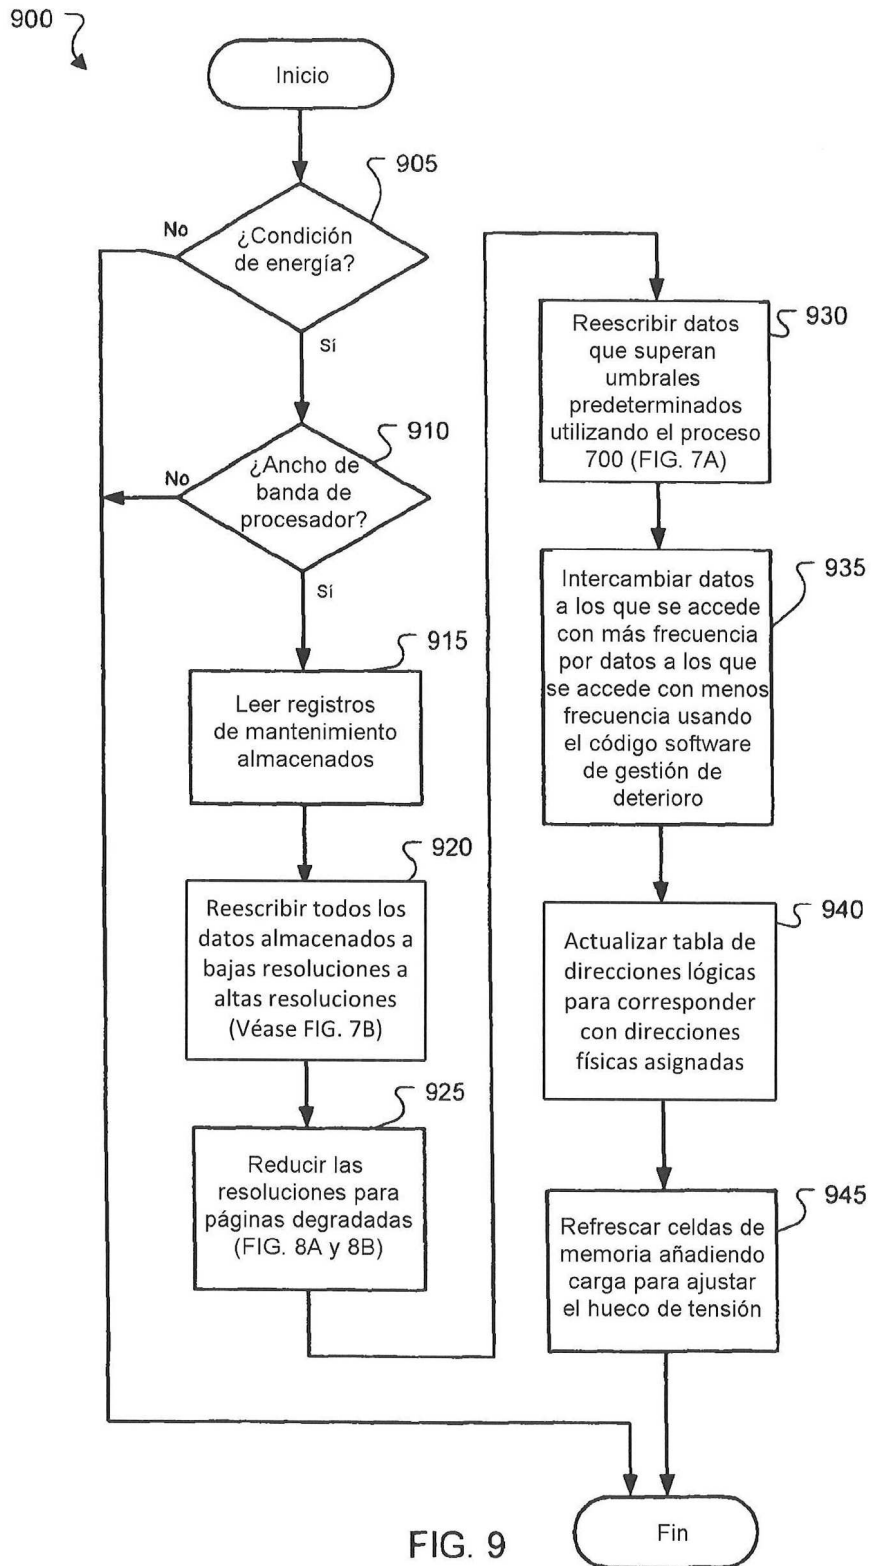 900
Inicio
905
No
¿Condición
de energía?
Sí
910
No
¿Ancho de
banda de
procesador?
Sí
915
Leer registros
de mantenimiento
almacenados
920
Reescribir todos los
datos almacenados a
bajas resoluciones a
altas resoluciones
(Véase FIG. 7B)
925
Reducir las
resoluciones para
páginas degradadas
(FIG. 8A y 8B)
930
Reescribir datos
que superan
umbrales
predeterminados
utilizando el proceso
700 (FIG. 7A)
935
Intercambiar datos
a los que se accede
con más frecuencia
por datos a los que
se accede con menos
frecuencia usando
el código software
de gestión de
deterioro
940
Actualizar tabla de
direcciones lógicas
para corresponder
con direcciones
físicas asignadas
945
Refrescar celdas de
memoria añadiendo
carga para ajustar
el hueco de tensión
Fin
FIG. 9